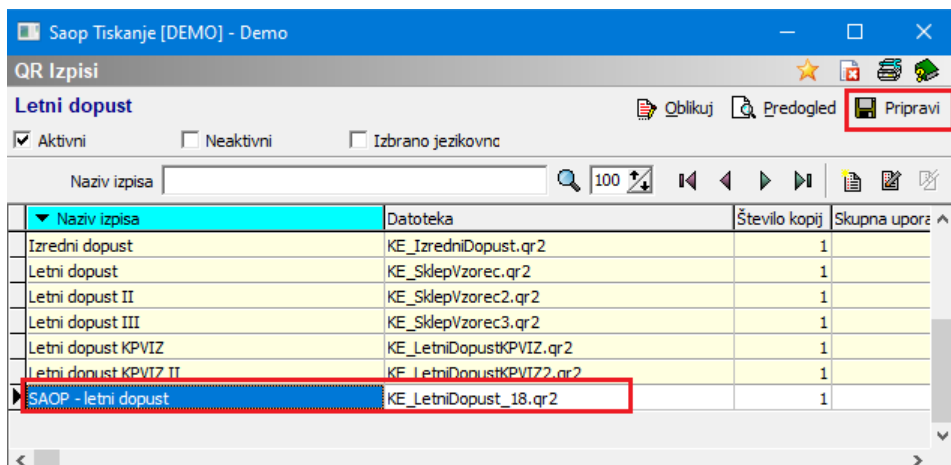 Saop Tiskanje [DEMO] - Demo
QR Izpisi
Letni dopust Oblikuj Predogled Pripravi
Aktivni Neaktivni Izbrano jezikovno
Naziv izpisa 100
Naziv izpisa Datoteka Število kopij Skupna upora
Izredni dopust KE_IzredniDopust.qr2 1
Letni dopust KE_SklepVzorec.qr2 1
Letni dopust II KE_SklepVzorec2.qr2 1
Letni dopust III KE_SklepVzorec3.qr2 1
Letni dopust KPVIZ KE_LetniDopustKPVIZ.qr2 1
Letni dopust KPVIZ II KE_LetniDopustKPVIZ2.qr2 1
SAOP - letni dopust KE_LetniDopust_18.qr2 1